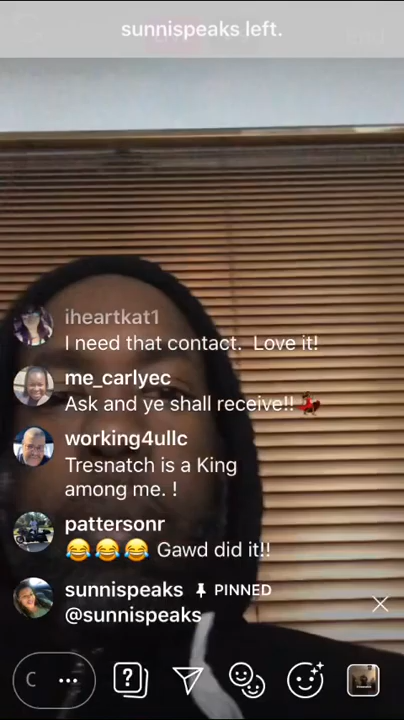 sunnispeaks left.
iheartkat1
I need that contact.  Love it!
me_carlyec
Ask and ye shall receive!!💃
working4ullc
Tresnatch is a King
among me. !
pattersonr
😂😂😂 Gawd did it!!
sunnispeaks 📌 PINNED
@sunnispeaks
C ...